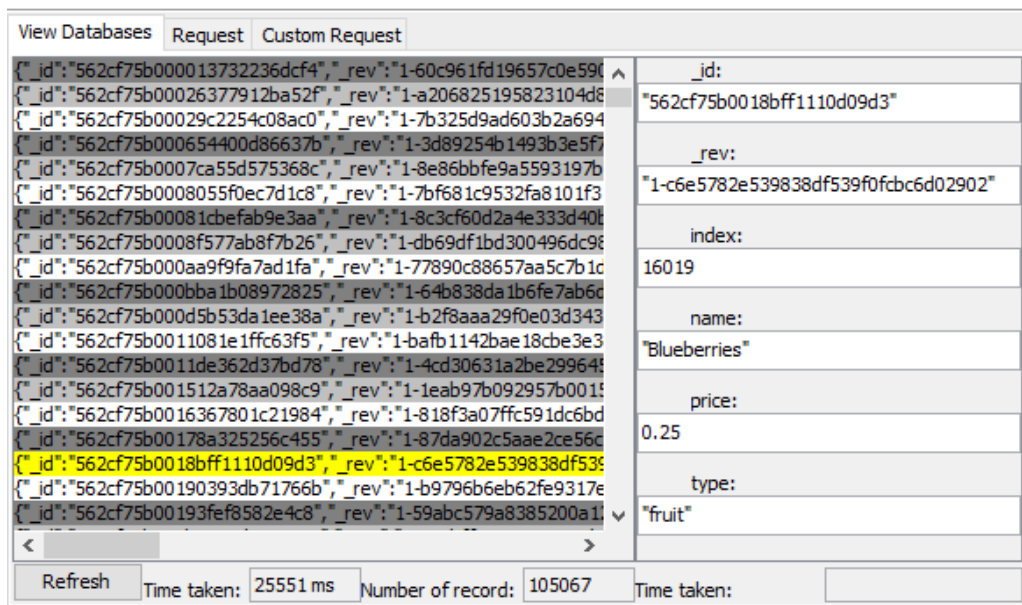 View Databases Request Custom Request
{"_id":"562cf75b000013732236dcf4","_rev":"1-60c961fd19657c0e590
{"_id":"562cf75b00026377912ba52f","_rev":"1-a206825195823104d8
{"_id":"562cf75b00029c2254c08ac0","_rev":"1-7b325d9ad603b2a694
{"_id":"562cf75b000654400d86637b","_rev":"1-3d89254b1493b3e5f7
{"_id":"562cf75b0007ca55d575368c","_rev":"1-8e86bbfe9a5593197b
{"_id":"562cf75b0008055f0ec7d1c8","_rev":"1-7bf681c9532fa8101f3
{"_id":"562cf75b00081cbefab9e3aa","_rev":"1-8c3cf60d2a4e333d40b
{"_id":"562cf75b0008f577ab8f7b26","_rev":"1-db69df1bd300496dc98
{"_id":"562cf75b000aa9f9fa7ad1fa","_rev":"1-77890c88657aa5c7b1d
{"_id":"562cf75b000bba1b08972825","_rev":"1-64b838da1b6fe7ab6c
{"_id":"562cf75b000d5b53da1ee38a","_rev":"1-b2f8aaa29f0e03d343
{"_id":"562cf75b0011081e1ffc63f5","_rev":"1-bafb1142bae18cbe3e3
{"_id":"562cf75b0011de362d37bd78","_rev":"1-4cd30631a2be299645
{"_id":"562cf75b001512a78aa098c9","_rev":"1-1eab97b092957b0015
{"_id":"562cf75b0016367801c21984","_rev":"1-818f3a07ffc591dc6bd
{"_id":"562cf75b00178a325256c455","_rev":"1-87da902c5aae2ce56c
{"_id":"562cf75b0018bff1110d09d3","_rev":"1-c6e5782e539838df539
{"_id":"562cf75b00190393db71766b","_rev":"1-b9796b6eb62fe9317e
{"_id":"562cf75b00193fef8582e4c8","_rev":"1-59abc579a8385200a12
_id:
"562cf75b0018bff1110d09d3"
_rev:
"1-c6e5782e539838df539f0fcbc6d02902"
index:
16019
name:
"Blueberries"
price:
0.25
type:
"fruit"
Refresh Time taken: 25551 ms Number of record: 105067 Time taken: